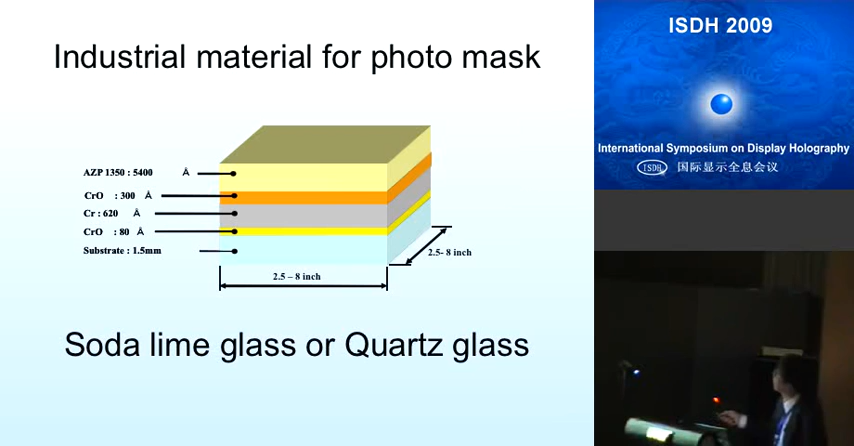 Industrial material for photo mask
AZP 1350 : 5400 Å
CrO : 300 Å
Cr : 620 Å
CrO : 80 Å
Substrate : 1.5mm
2.5 – 8 inch
2.5- 8 inch
Soda lime glass or Quartz glass
ISDH 2009
International Symposium on Display Holography
ISDH 国际显示全息会议